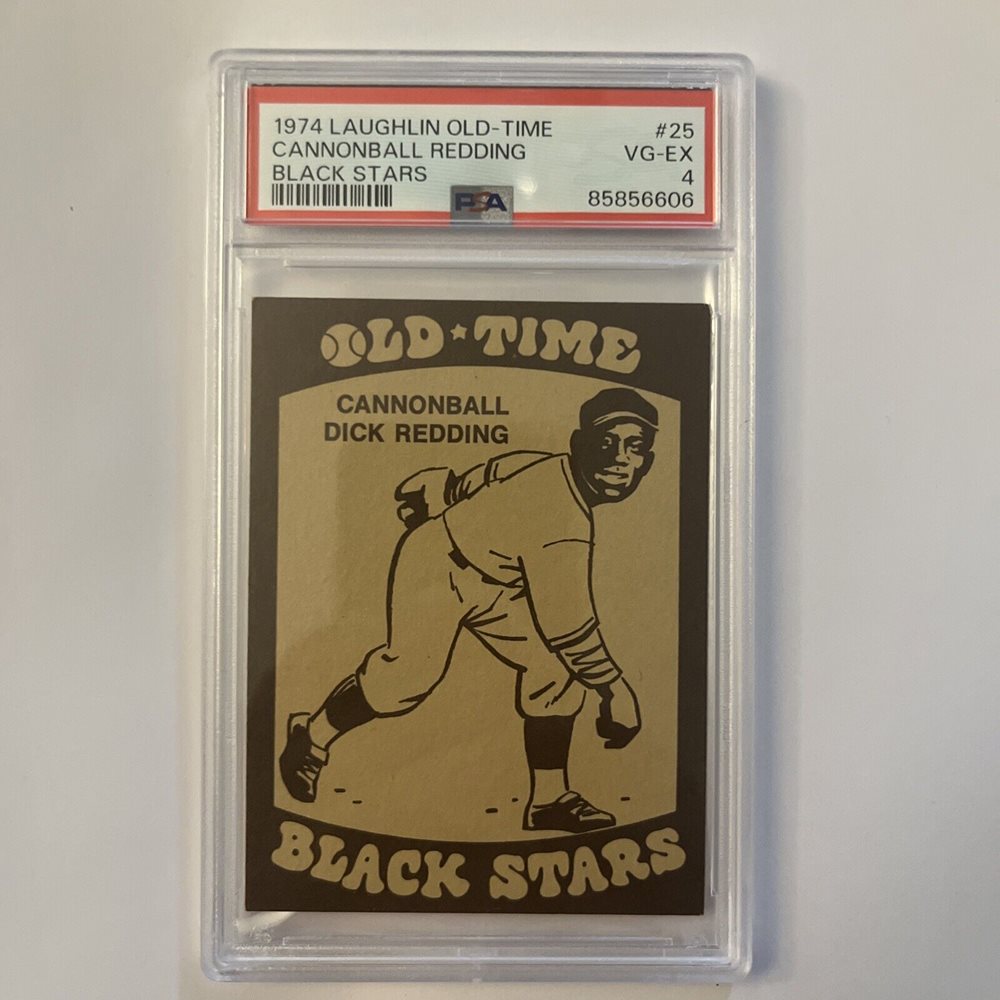 1974 LAUGHLIN OLD-TIME #25
CANNONBALL REDDING VG-EX
BLACK STARS 4
PSA 85856606
OLD★TIME
CANNONBALL
DICK REDDING
BLACK STARS